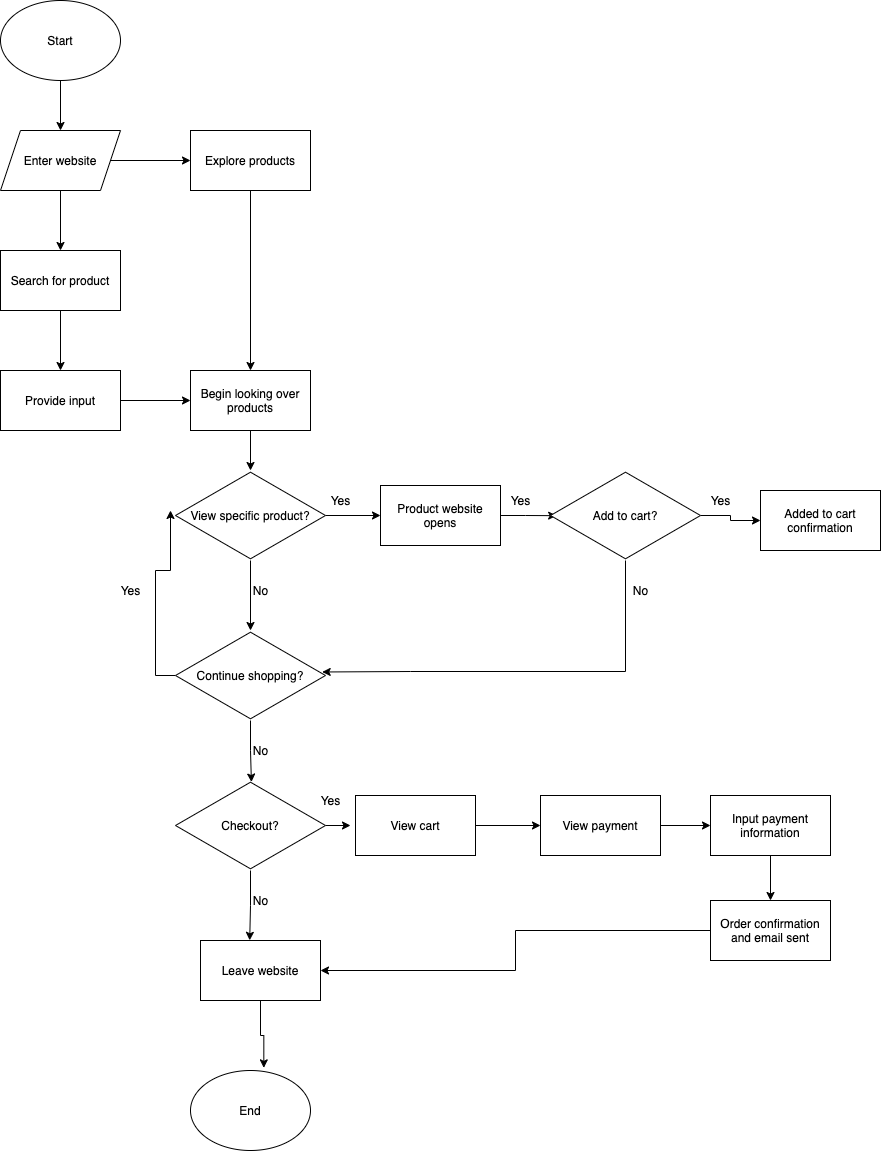 Start
Enter website
Explore products
Search for product
Provide input
Begin looking over
products
View specific product?
Yes
Product website
opens
Yes
Add to cart?
Yes
Added to cart
confirmation
Yes
No
No
Continue shopping?
No
Checkout?
Yes
View cart
View payment
Input payment
information
No
Order confirmation
and email sent
Leave website
End